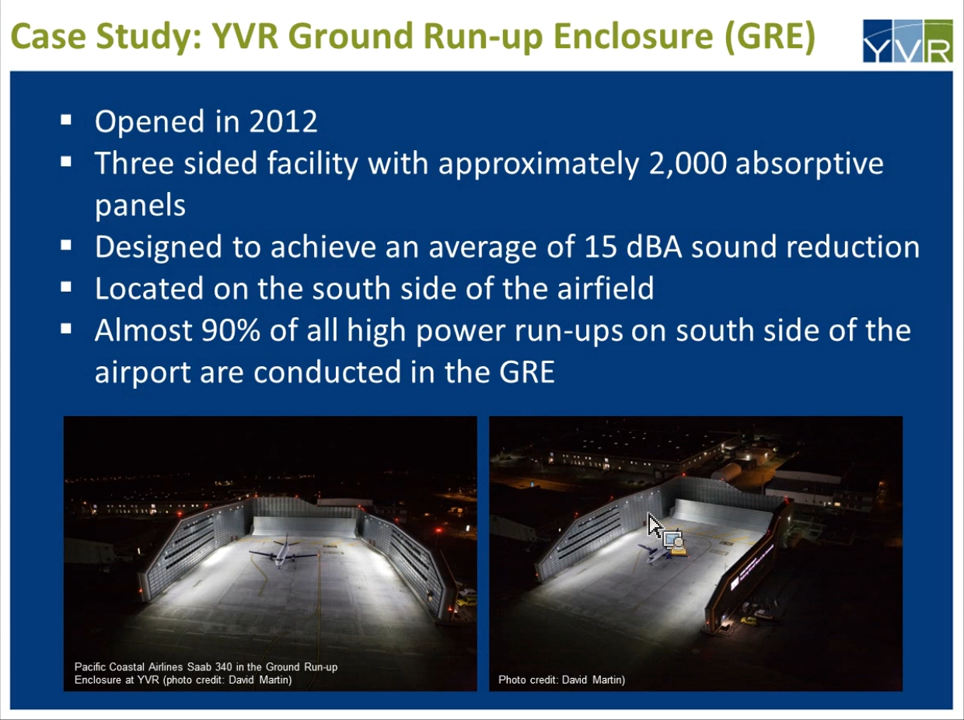 Case Study: YVR Ground Run-up Enclosure (GRE)
YVR
▪ Opened in 2012
▪ Three sided facility with approximately 2,000 absorptive
panels
▪ Designed to achieve an average of 15 dBA sound reduction
▪ Located on the south side of the airfield
▪ Almost 90% of all high power run-ups on south side of the
airport are conducted in the GRE
Pacific Coastal Airlines Saab 340 in the Ground Run-up
Enclosure at YVR (photo credit: David Martin)
Photo credit: David Martin)